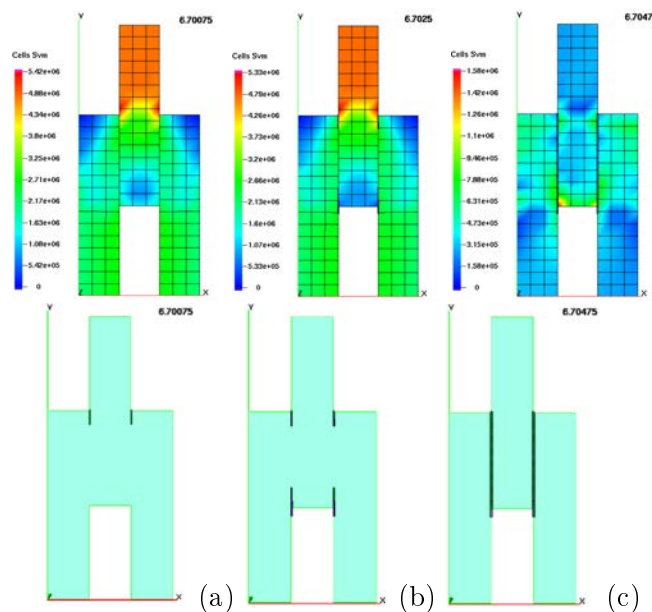 Y
6.70075
Cells Svm
5.42e+06
4.88e+06
4.34e+06
3.80e+06
3.25e+06
2.71e+06
2.17e+06
1.63e+06
1.08e+06
5.42e+05
0
Z
X
Y
6.7025
Cells Svm
5.33e+06
4.79e+06
4.26e+06
3.73e+06
3.20e+06
2.66e+06
2.13e+06
1.60e+06
1.07e+06
5.33e+05
0
X
Y
6.7047
Cells Svm
1.58e+06
1.42e+06
1.26e+06
1.1e+06
9.46e+05
7.88e+05
6.31e+05
4.73e+05
3.15e+05
1.58e+05
0
Z
X
Y
6.70075
X
(a)
Y
X
(b)
Y
6.70475
X
(c)